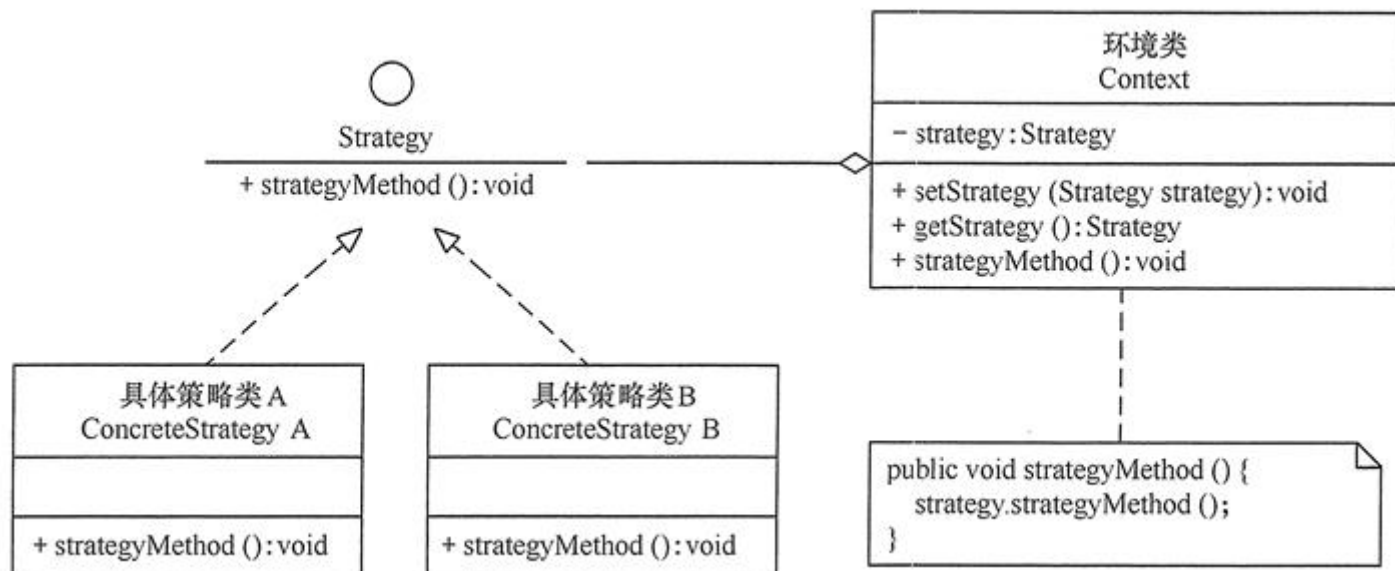 Strategy
+ strategyMethod ():void
环境类
Context
- strategy:Strategy
+ setStrategy (Strategy strategy):void
+ getStrategy ():Strategy
+ strategyMethod ():void
具体策略类A
ConcreteStrategy A
+ strategyMethod ():void
具体策略类B
ConcreteStrategy B
+ strategyMethod ():void
public void strategyMethod () {
strategy.strategyMethod ();
}